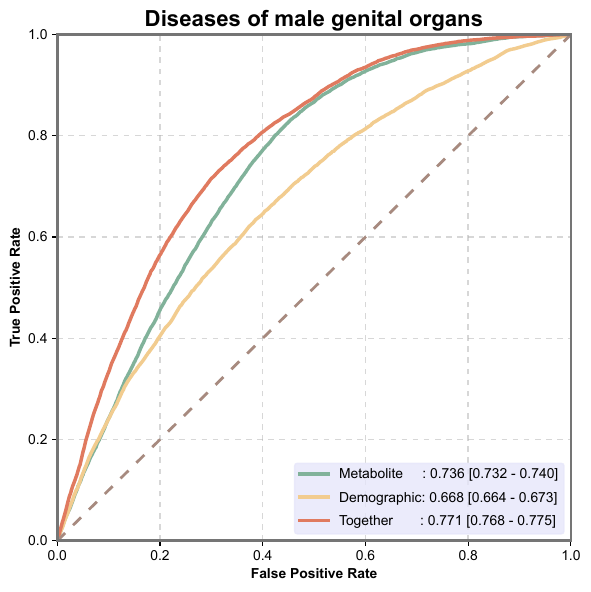 Diseases of male genital organs
1.0
0.8
0.6
0.4
0.2
0.0
True Positive Rate
Metabolite : 0.736 [0.732 - 0.740]
Demographic: 0.668 [0.664 - 0.673]
Together : 0.771 [0.768 - 0.775]
0.0 0.2 0.4 0.6 0.8 1.0
False Positive Rate